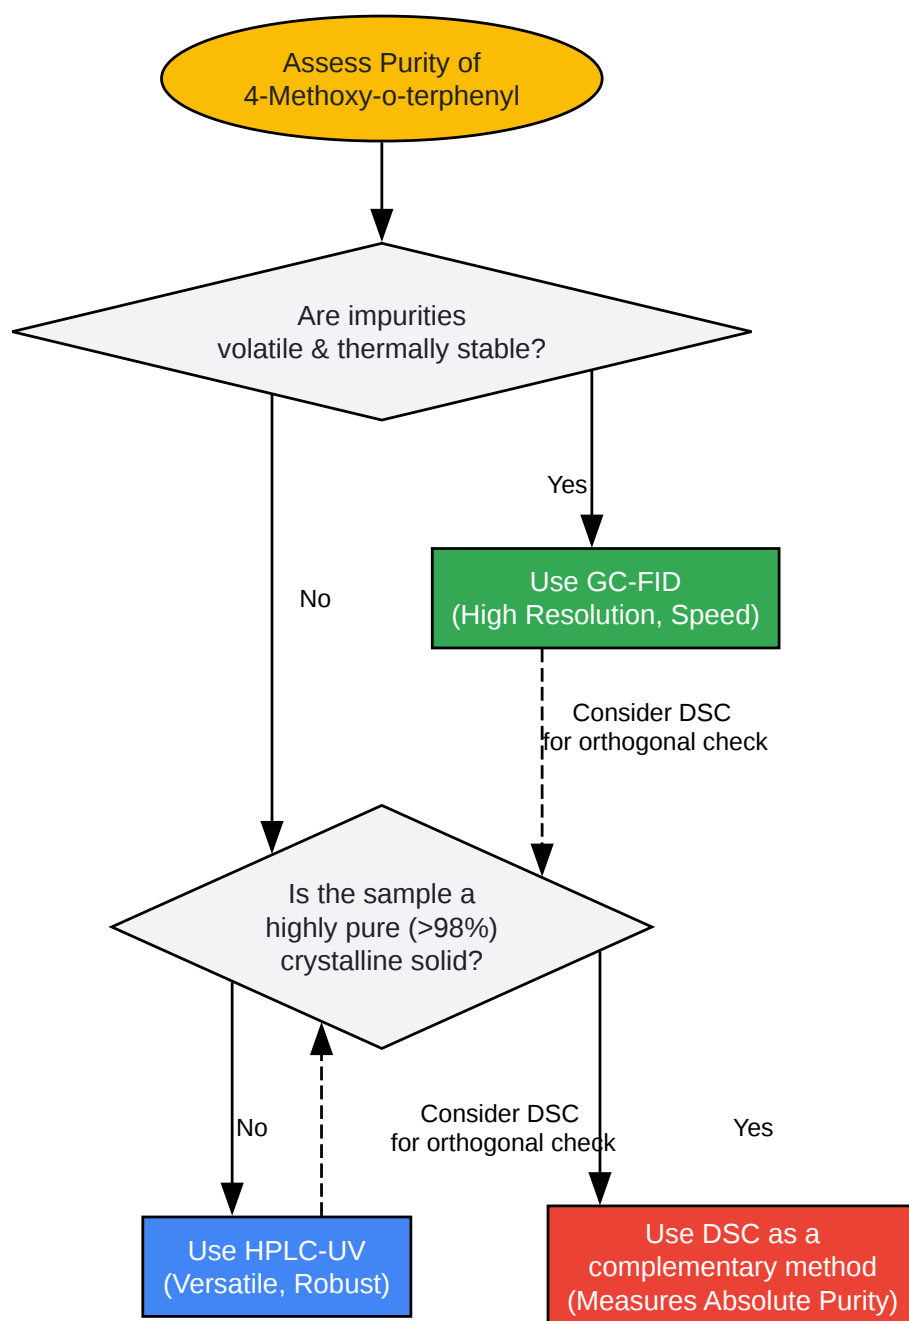 Assess Purity of
4-Methoxy-o-terphenyl
Are impurities
volatile & thermally stable?
Yes
Use GC-FID
(High Resolution, Speed)
No
Consider DSC
for orthogonal check
Is the sample a
highly pure (>98%)
crystalline solid?
No
Consider DSC
for orthogonal check
Yes
Use HPLC-UV
(Versatile, Robust)
Use DSC as a
complementary method
(Measures Absolute Purity)